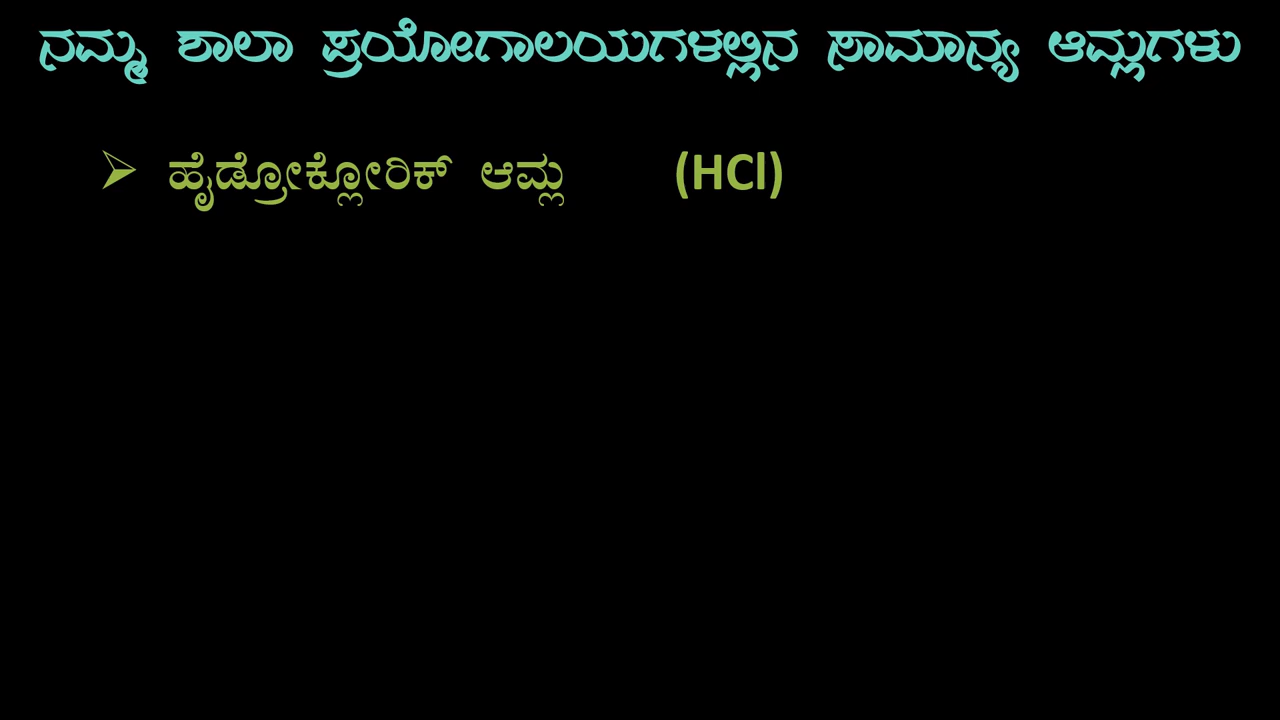 ನಮ್ಮ ಶಾಲಾ ಪ್ರಯೋಗಾಲಯಗಳಲ್ಲಿನ ಸಾಮಾನ್ಯ ಆಮ್ಲಗಳು
➢ ಹೈಡ್ರೋಕ್ಲೋರಿಕ್ ಆಮ್ಲ (HCl)